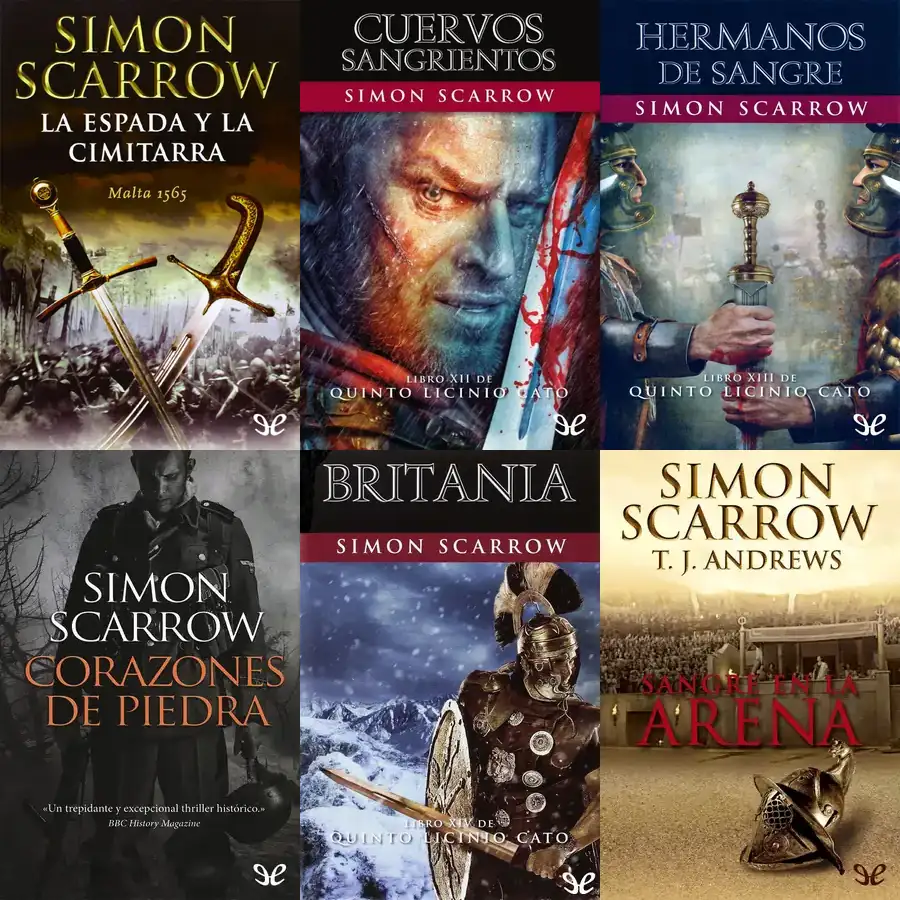 SIMON
SCARROW
LA ESPADA Y LA
CIMITARRA
Malta 1565
CUERVOS
SANGRIENTOS
SIMON SCARROW
LIBRO XII DE
QUINTO LICINIO CATO
HERMANOS
DE SANGRE
SIMON SCARROW
LIBRO XIII DE
QUINTO LICINIO CATO
SIMON
SCARROW
CORAZONES
DE PIEDRA
«Un trepidante y excepcional thriller histórico.»
BBC History Magazine
BRITANIA
SIMON SCARROW
LIBRO XIV DE
QUINTO LICINIO CATO
SIMON
SCARROW
T. J. ANDREWS
SANGRE EN LA
ARENA